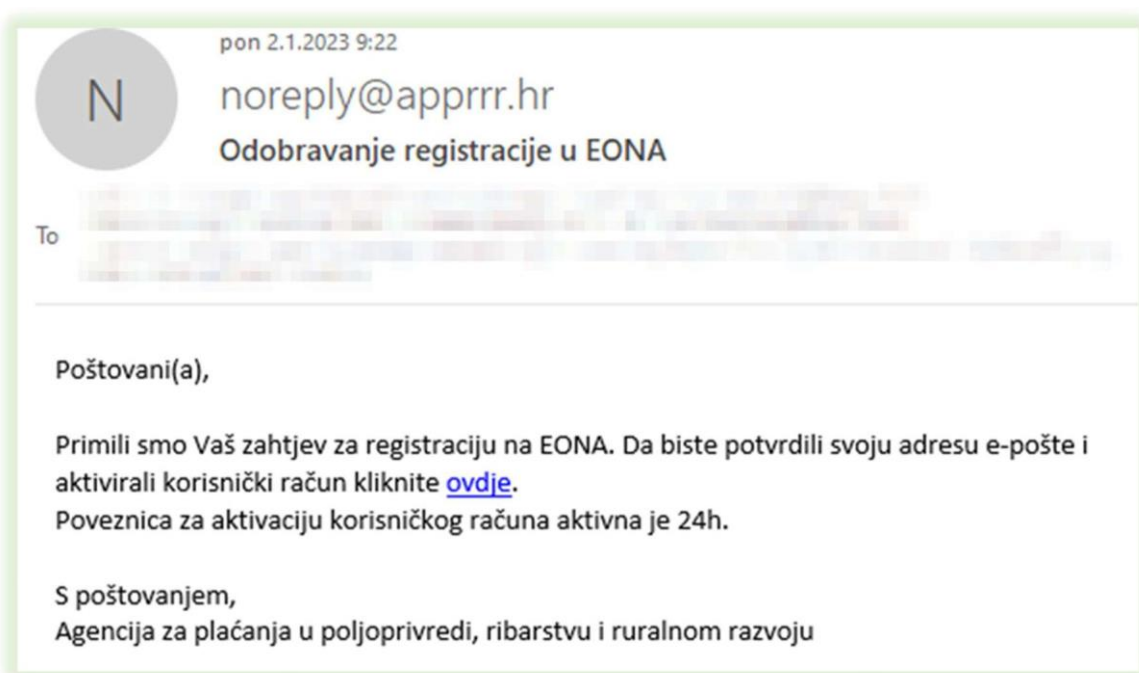 pon 2.1.2023 9:22
N
noreply@apprrr.hr
Odobravanje registracije u EONA
To
Poštovani(a),
Primili smo Vaš zahtjev za registraciju na EONA. Da biste potvrdili svoju adresu e-pošte i
aktivirali korisnički račun kliknite ovdje.
Poveznica za aktivaciju korisničkog računa aktivna je 24h.
S poštovanjem,
Agencija za plaćanja u poljoprivredi, ribarstvu i ruralnom razvoju